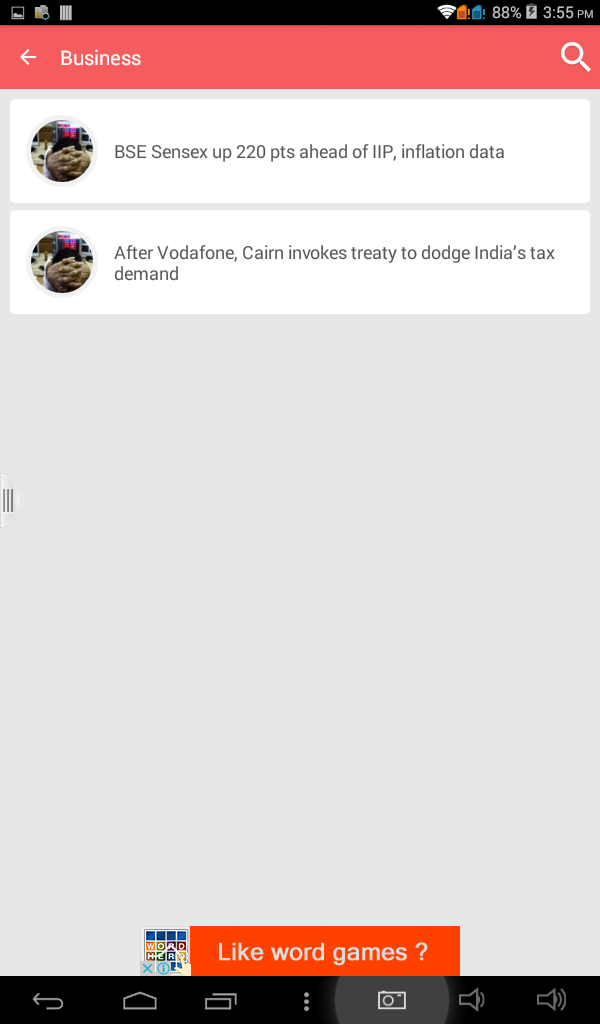 88% 3:55 PM
Business
BSE Sensex up 220 pts ahead of IIP, inflation data
After Vodafone, Cairn invokes treaty to dodge India's tax
demand
WORD
HERO
Like word games ?